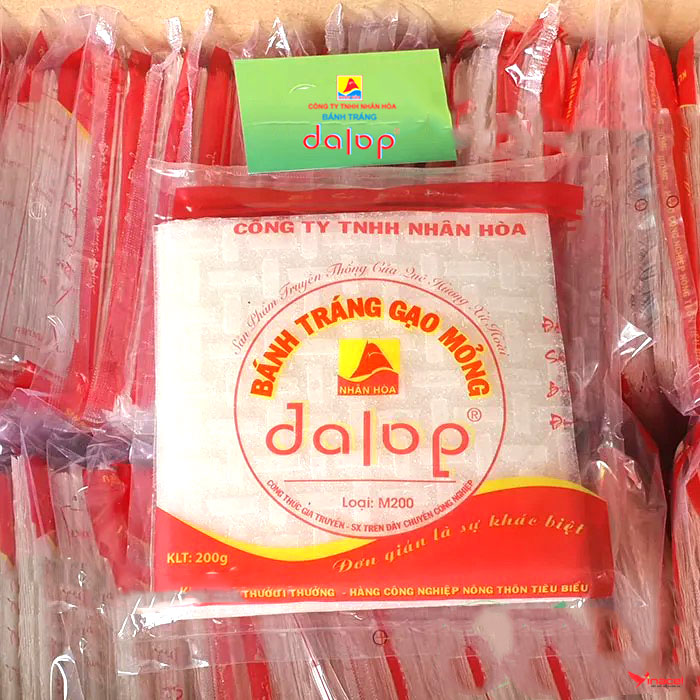 CÔNG TY TNHH NHÂN HÒA
BÁNH TRÁNG
dalop®
CÔNG TY TNHH NHÂN HÒA
Sản Phẩm Truyền Thống Của Quê Hương Xứ Hoài
BÁNH TRÁNG GẠO MỎNG
NHÂN HÒA
dalop®
Loại: M200
CÔNG THỨC GIA TRUYỀN - SX TRÊN DÂY CHUYỀN CÔNG NGHIỆP
KLT: 200g
Đơn giản là sự khác biệt
THƯỞNG - HÀNG CÔNG NGHIỆP NÔNG THÔN TIÊU BIỂU